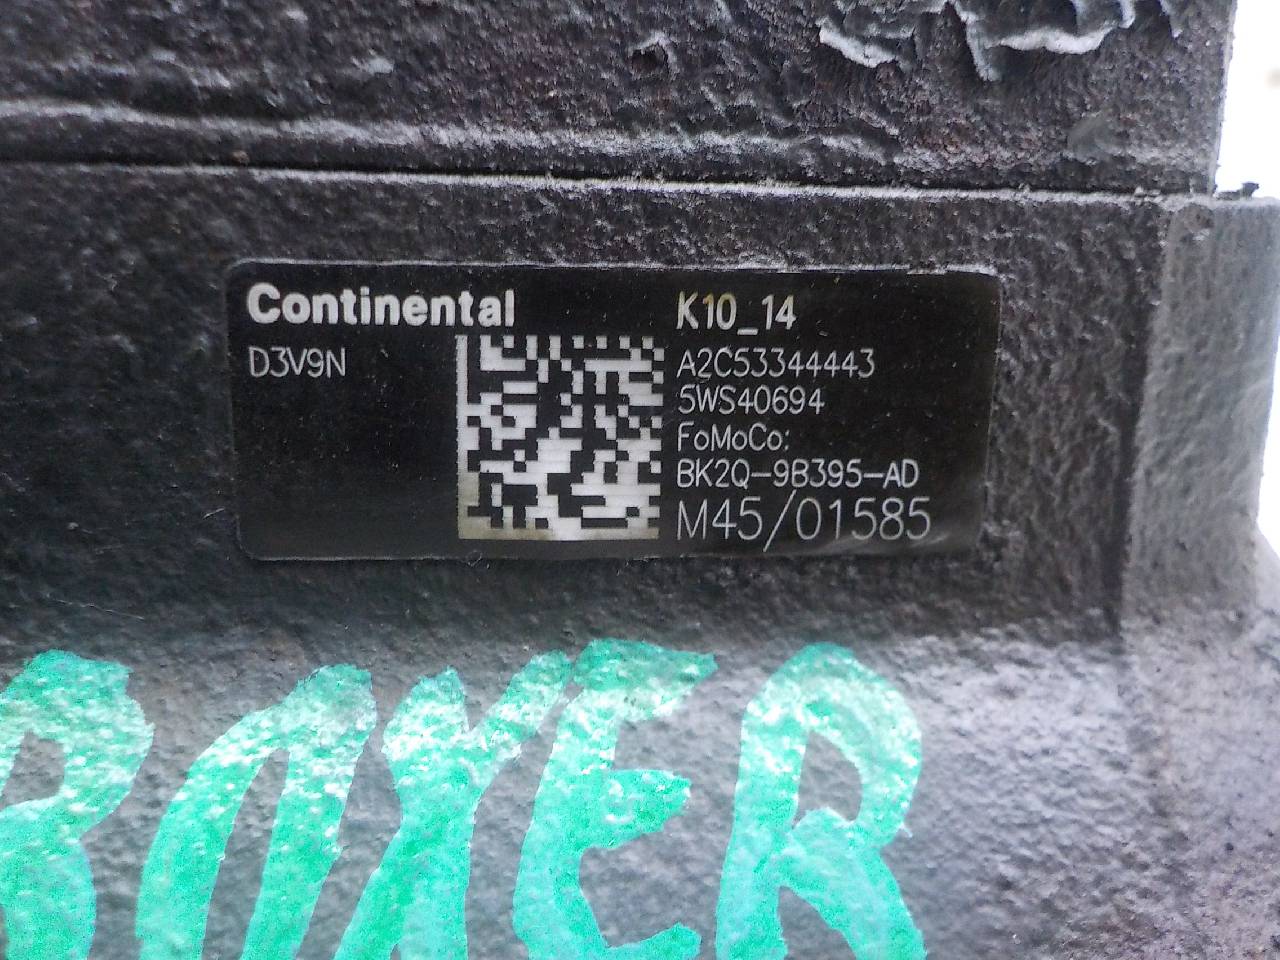 Continental
D3V9N
K10_14
A2C53344443
5WS40694
FoMoCo:
BK2Q-9B395-AD
M45/01585
BOXER